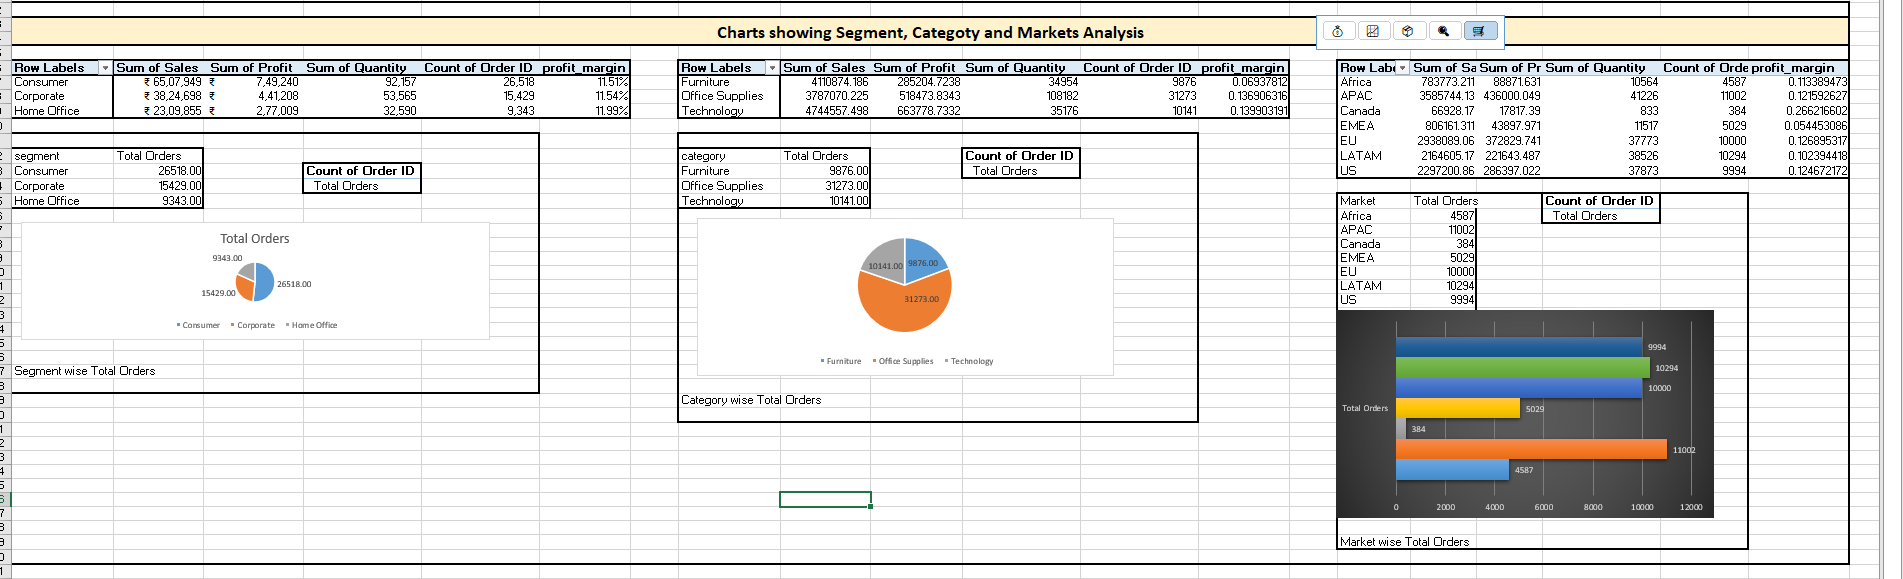 Charts showing Segment, Categoty and Markets Analysis
Row Labels Sum of Sales Sum of Profit Sum of Quantity Count of Order ID profit_margin
Consumer ₹ 65,07,949 ₹ 7,49,240 92,157 26,518 11.51%
Corporate ₹ 38,24,698 ₹ 4,41,208 53,565 15,429 11.54%
Home Office ₹ 23,09,855 ₹ 2,77,009 32,590 9,343 11.99%
segment Total Orders
Consumer 26518.00
Corporate 15429.00
Home Office 9343.00
Count of Order ID
Total Orders
Total Orders
9343.00
26518.00
15429.00
Consumer Corporate Home Office
Segment wise Total Orders
Row Labels Sum of Sales Sum of Profit Sum of Quantity Count of Order ID profit_margin
Furniture 4110874.186 285204.7238 34954 9876 0.06937812
Office Supplies 3787070.225 518473.8343 108182 31273 0.136906316
Technology 4744557.498 663778.7332 35176 10141 0.139903191
category Total Orders
Furniture 9876.00
Office Supplies 31273.00
Technology 10141.00
Count of Order ID
Total Orders
10141.00 9876.00
31273.00
Furniture Office Supplies Technology
Category wise Total Orders
Row Labe Sum of Sa Sum of Pr Sum of Quantity Count of Orde profit_margin
Africa 783773.211 88871.631 10564 4587 0.113389473
APAC 3585744.13 436000.049 41226 11002 0.121592627
Canada 66928.17 17817.39 833 384 0.266216602
EMEA 806161.311 43897.971 11517 5029 0.054453086
EU 2938089.06 372829.741 37773 10000 0.126895317
LATAM 2164605.17 221643.487 38526 10294 0.102394418
US 2297200.86 286397.022 37873 9994 0.124672172
Market Total Orders
Africa 4587
APAC 11002
Canada 384
EMEA 5029
EU 10000
LATAM 10294
US 9994
Count of Order ID
Total Orders
9994
10294
10000
Total Orders
5029
384
11002
4587
0 2000 4000 6000 8000 10000 12000
Market wise Total Orders